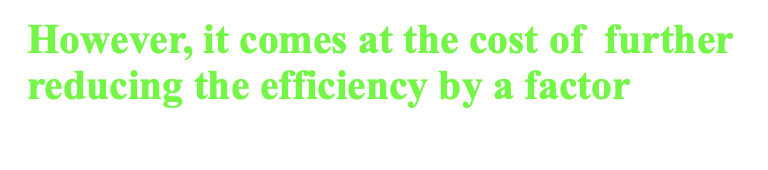 However, it comes at the cost of  further
reducing the efficiency by a factor